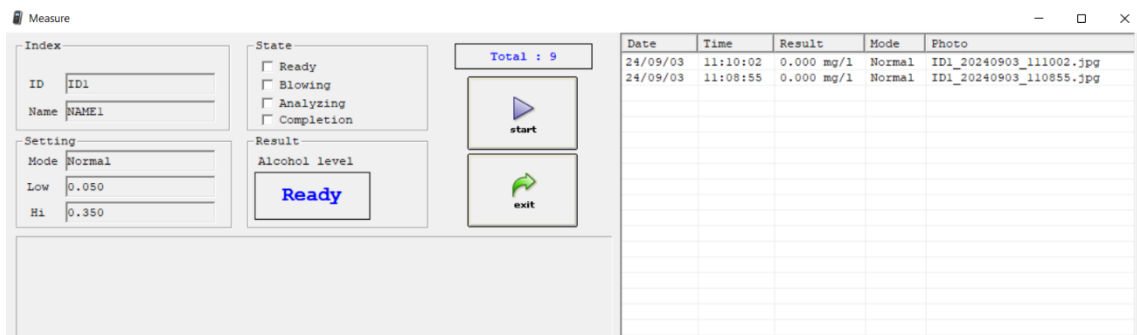 Measure
Index
ID ID1
Name NAME1
Setting
Mode Normal
Low 0.050
Hi 0.350
State
Ready
Blowing
Analyzing
Completion
Result
Alcohol level
Ready
Total : 9
start
exit
Date Time Result Mode Photo
24/09/03 11:10:02 0.000 mg/l Normal ID1_20240903_111002.jpg
24/09/03 11:08:55 0.000 mg/l Normal ID1_20240903_110855.jpg